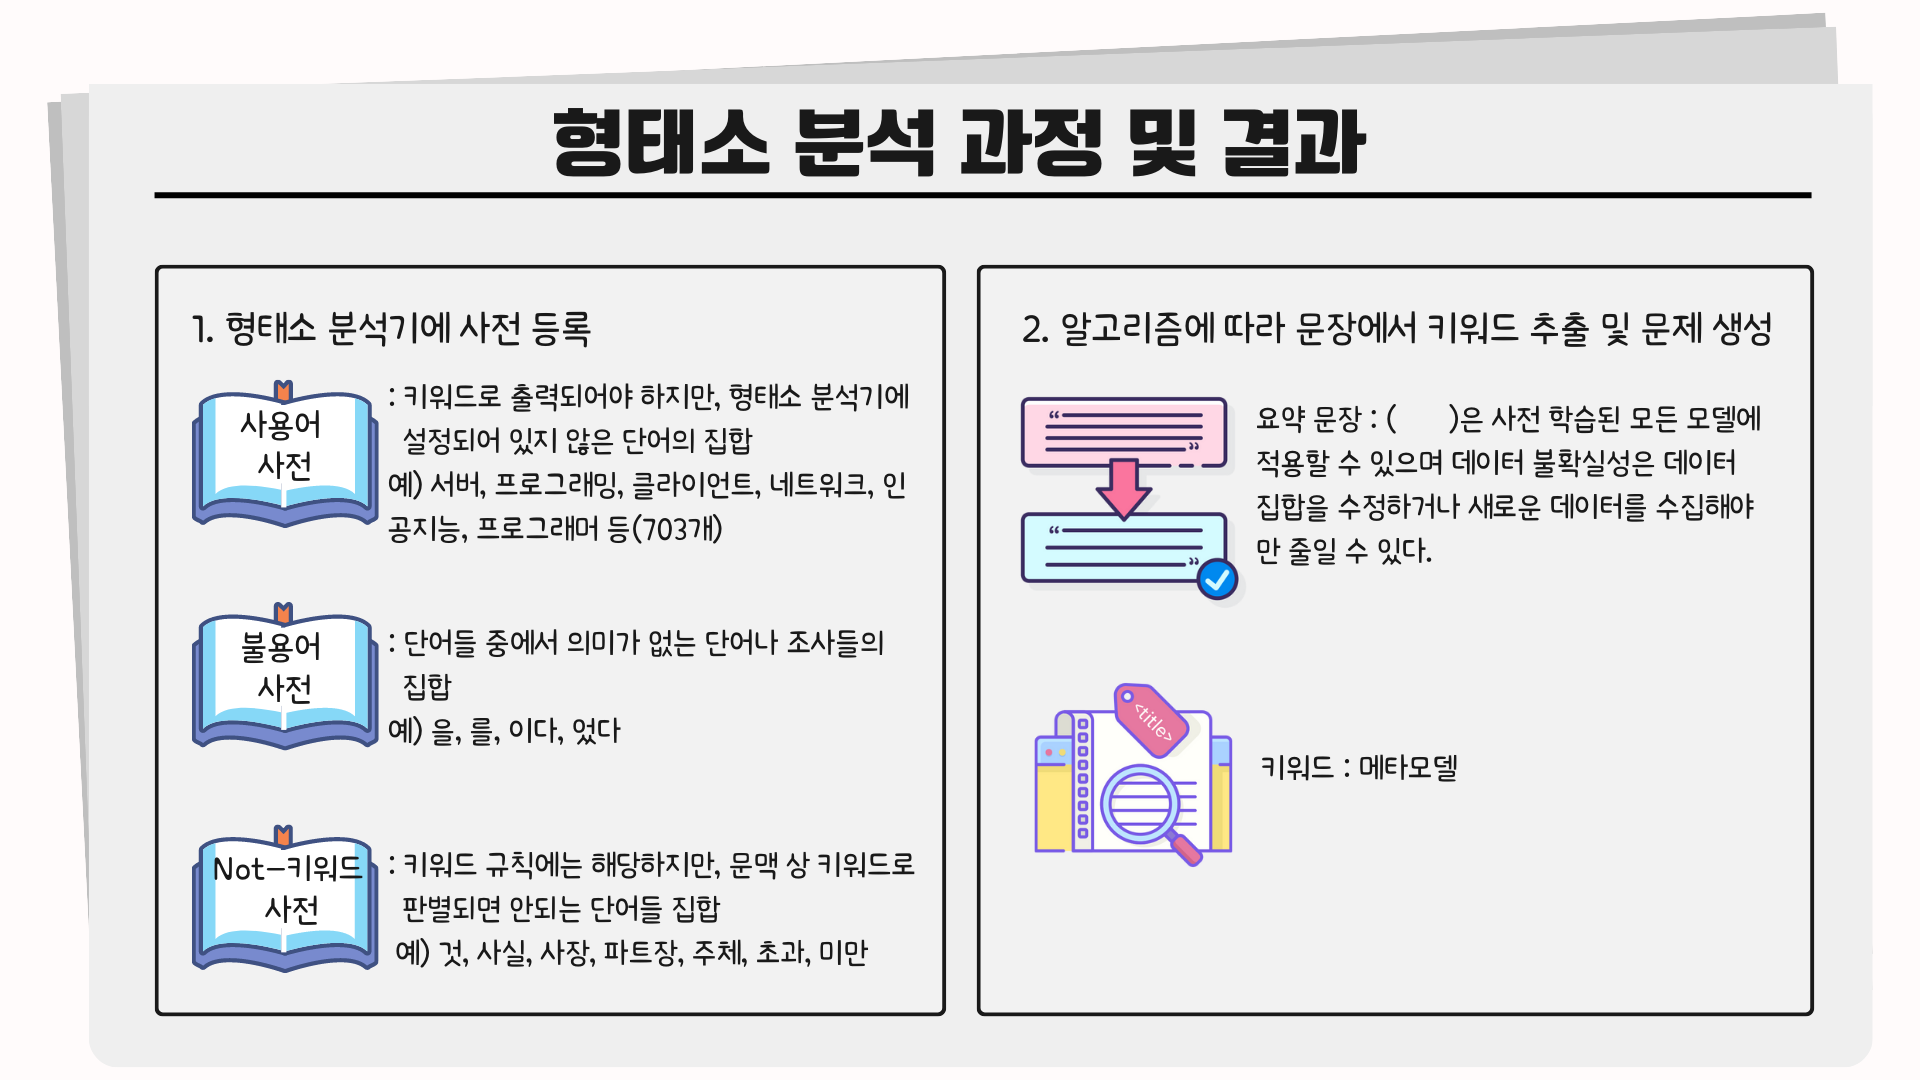 형태소 분석 과정 및 결과
1. 형태소 분석기에 사전 등록
사용어
사전
: 키워드로 출력되어야 하지만, 형태소 분석기에
설정되어 있지 않은 단어의 집합
예) 서버, 프로그래밍, 클라이언트, 네트워크, 인
공지능, 프로그래머 등(703개)
불용어
사전
: 단어들 중에서 의미가 없는 단어나 조사들의
집합
예) 을, 를, 이다, 었다
Not-키워드
사전
: 키워드 규칙에는 해당하지만, 문맥 상 키워드로
판별되면 안되는 단어들 집합
예) 것, 사실, 사장, 파트장, 주체, 초과, 미만
2. 알고리즘에 따라 문장에서 키워드 추출 및 문제 생성
요약 문장 : (      )은 사전 학습된 모든 모델에
적용할 수 있으며 데이터 불확실성은 데이터
집합을 수정하거나 새로운 데이터를 수집해야
만 줄일 수 있다.
<title>
키워드 : 메타모델